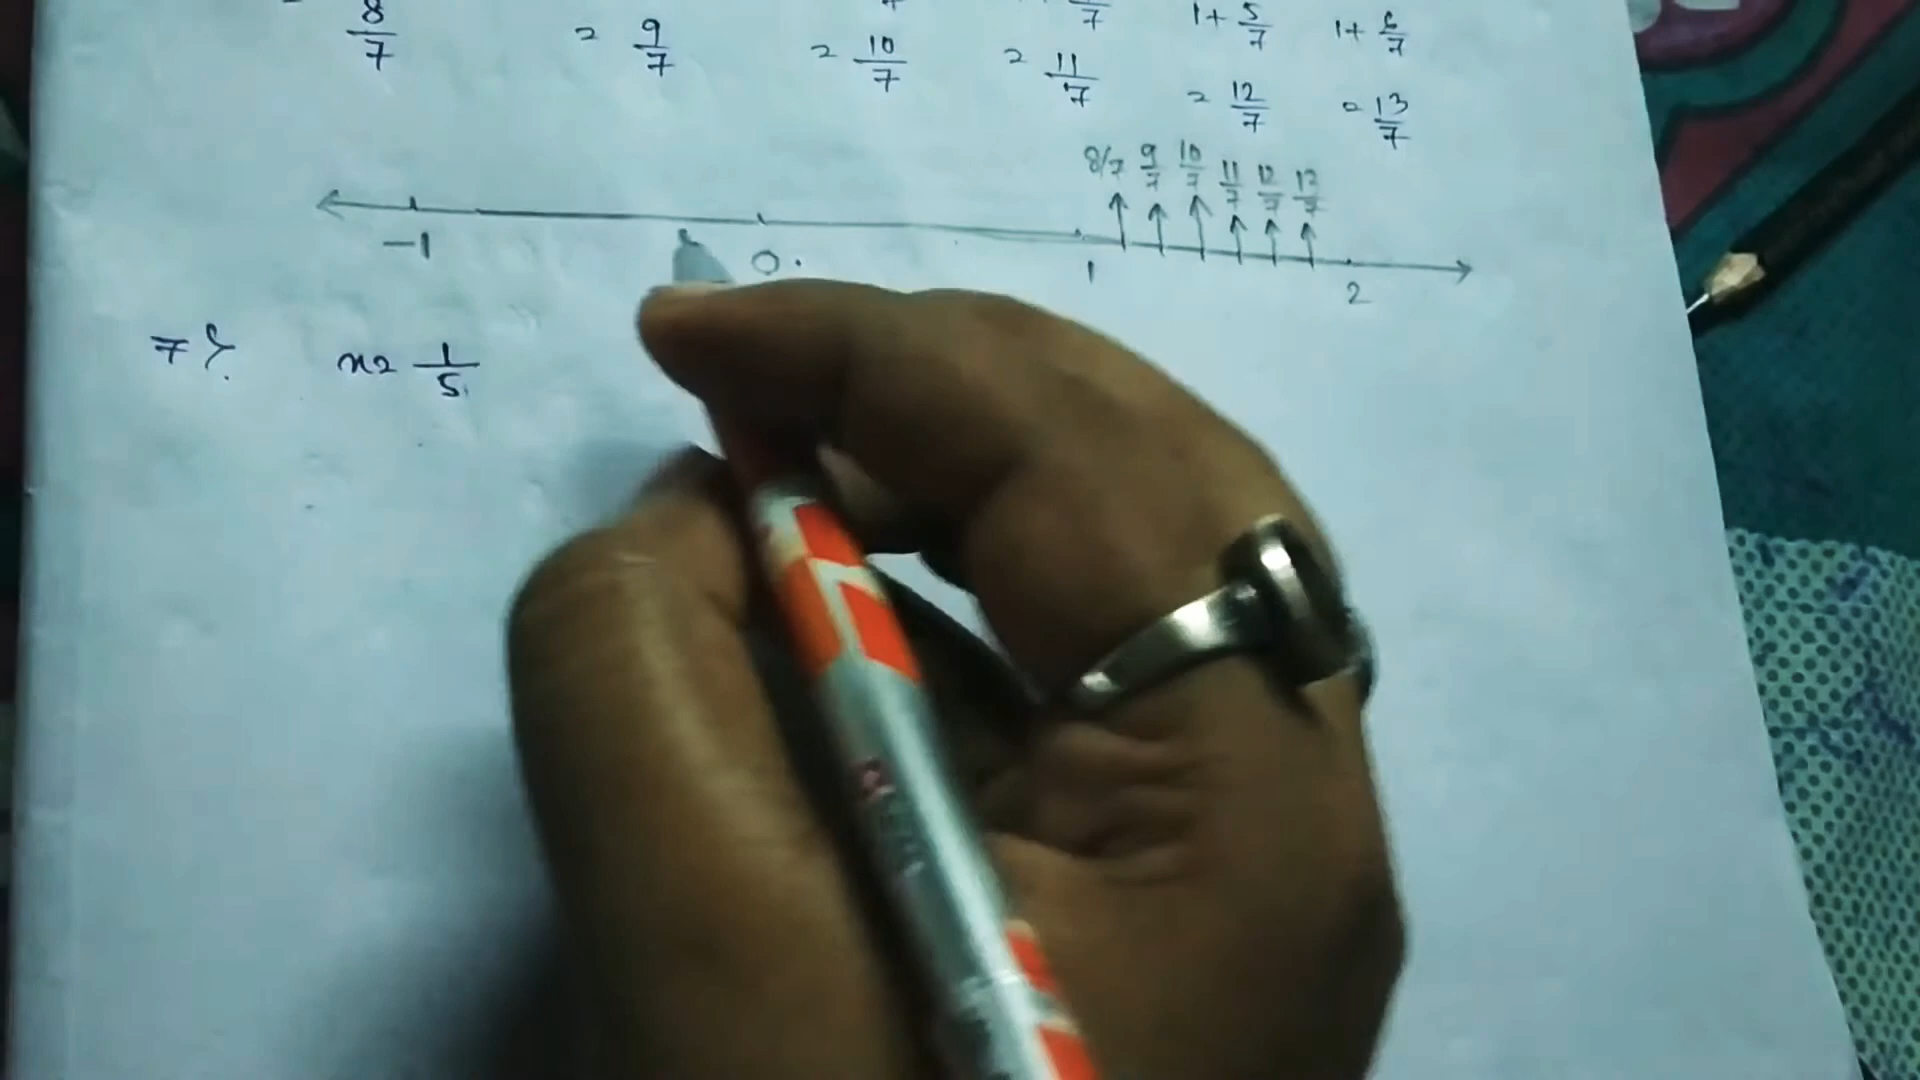 8/7 = 9/7 = 10/7 = 11/7 1+ 5/7 1+ 6/7
= 12/7 = 13/7
8/7 9/7 10/7 11/7 12/7 13/7
-1 0. 1 2
7 x = 1/5